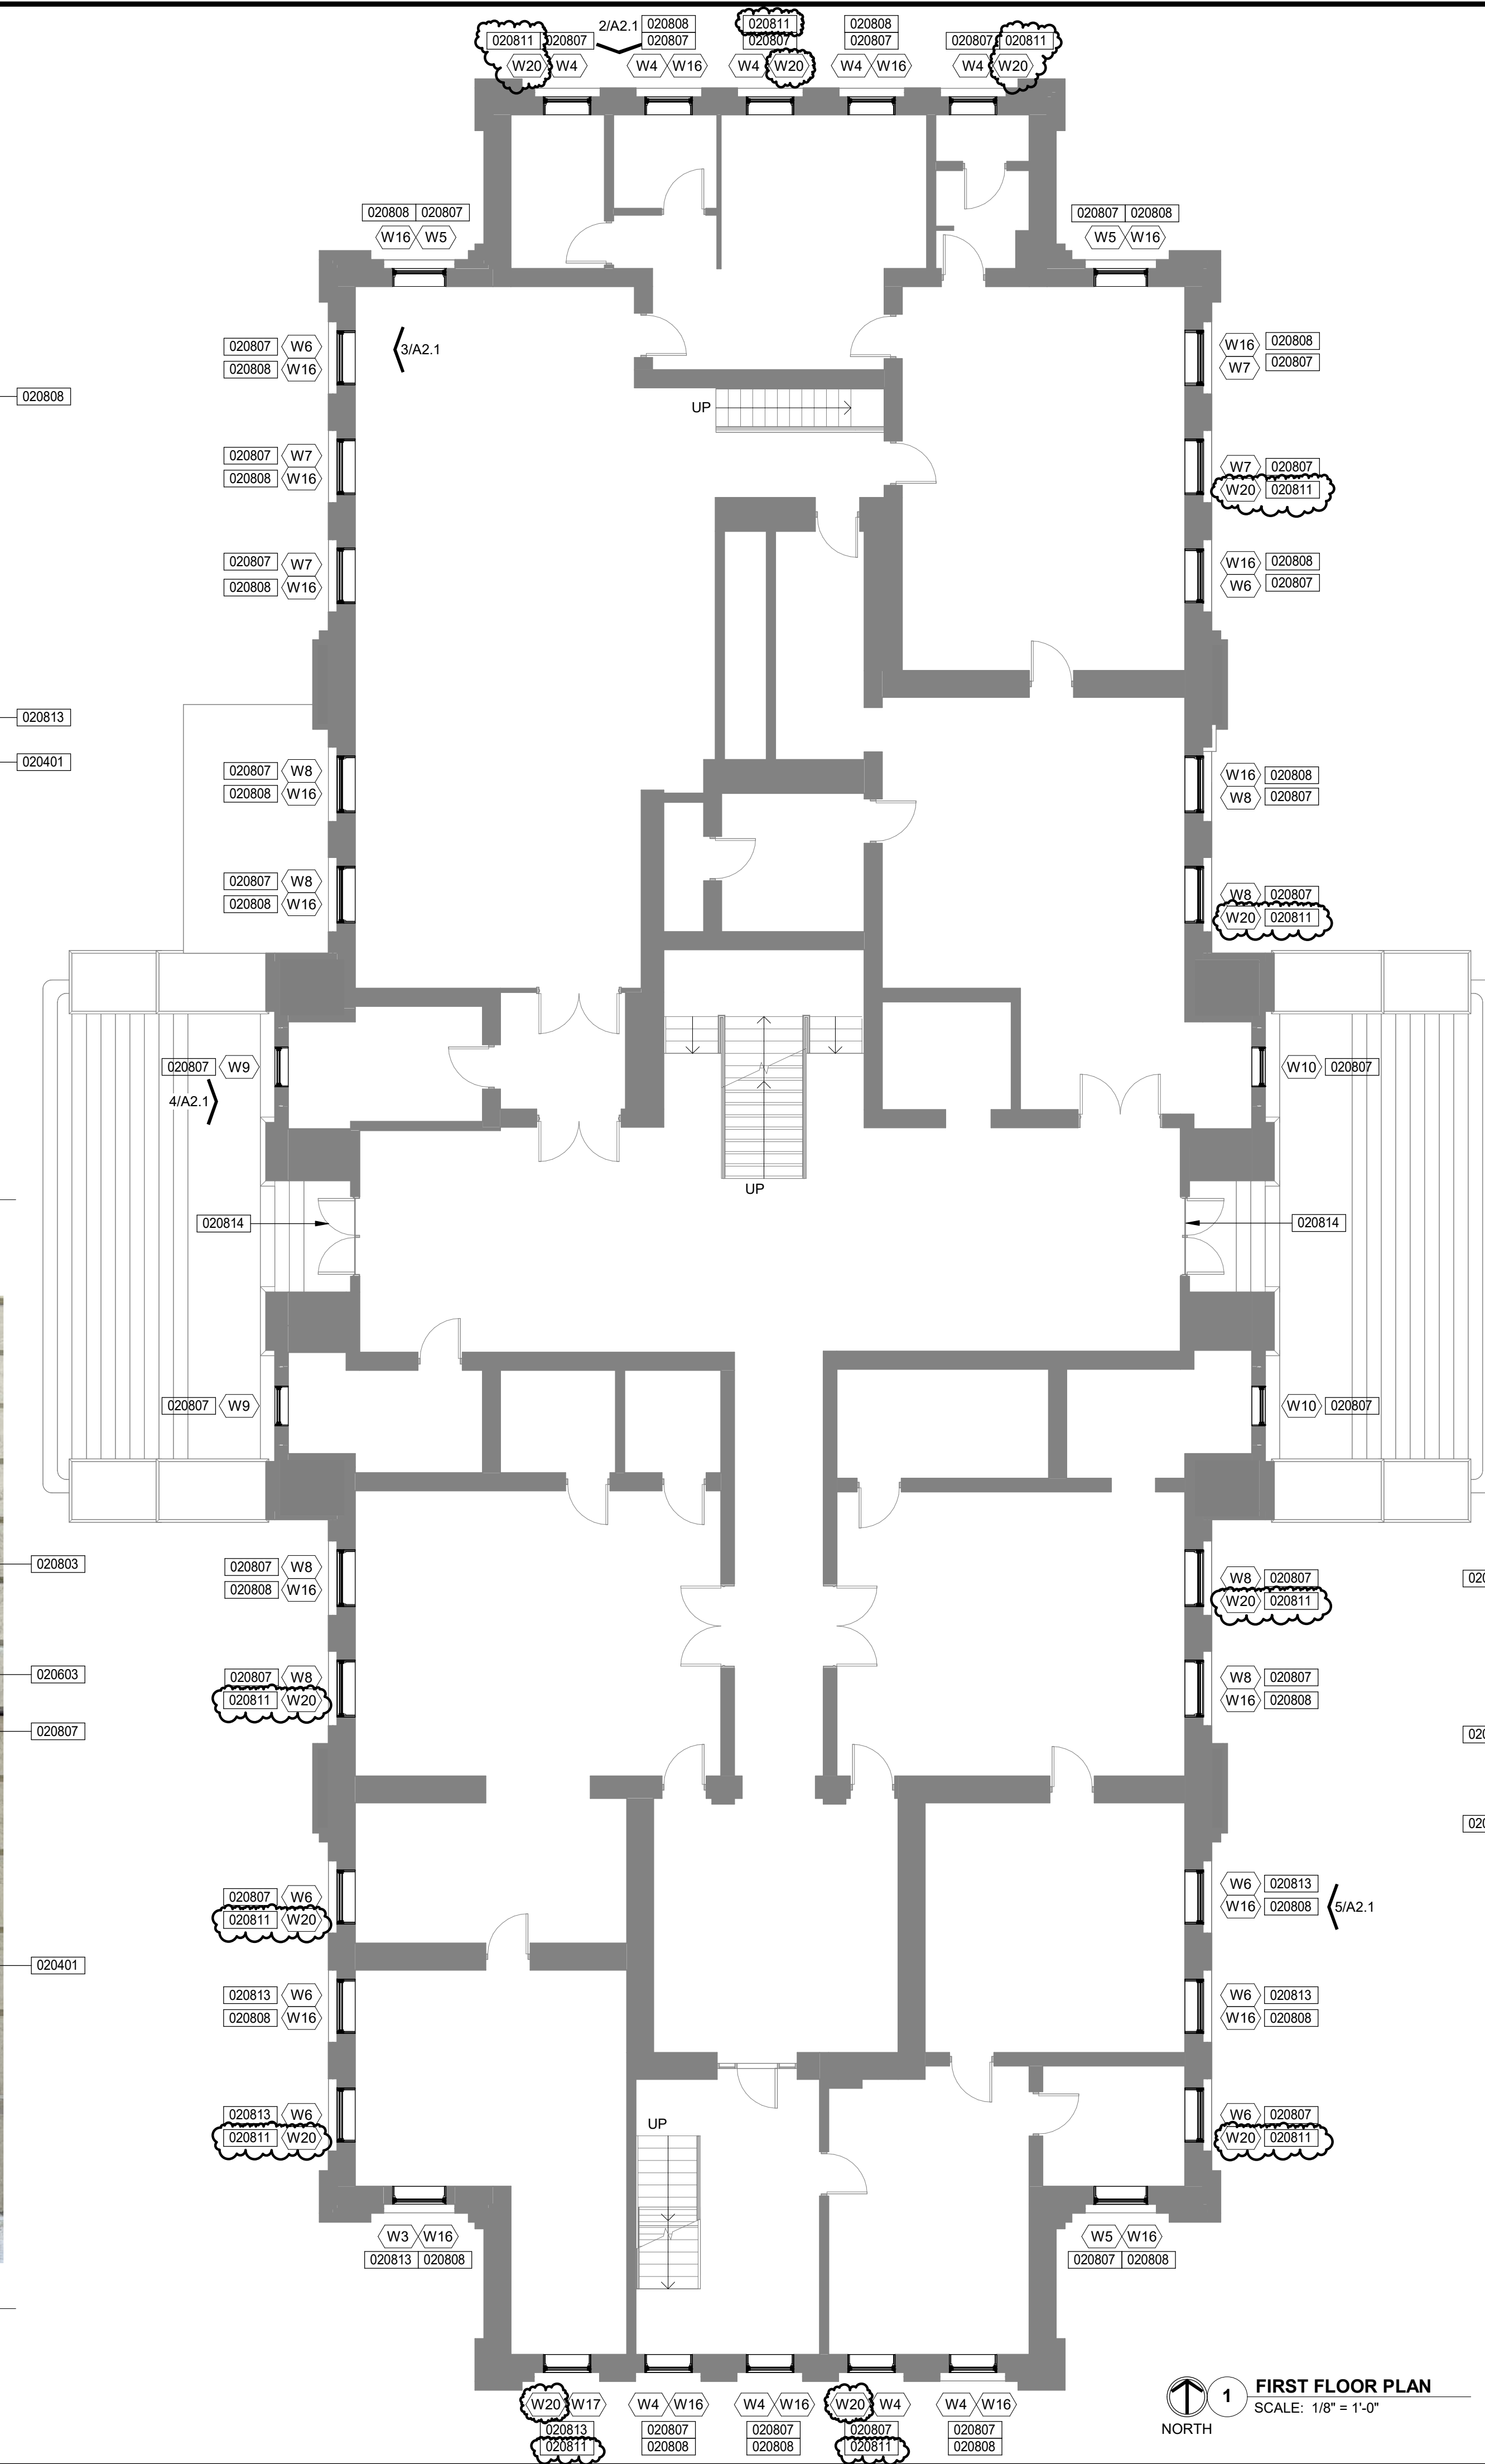 2/A2.1 020808 020811 020808
020811 020807 020807 020807 020807 020807 020811
W20 W4 W4 W16 W4 W20 W4 W16 W4 W20
020808 020807 020807 020808
W16 W5 W5 W16
020807 W6 3/A2.1 W16 020808
020808 W16 W7 020807
020808
UP
020807 W7 W7 020807
020808 W16 W20 020811
020807 W7 W16 020808
020808 W16 W6 020807
020813
020401
020807 W8 W16 020808
020808 W16 W8 020807
020807 W8 W8 020807
020808 W16 W20 020811
020807 W9 W10 020807
4/A2.1
UP
020814 020814
020807 W9 W10 020807
020803
020807 W8 W8 020807
020808 W16 W20 020811
020603
020807 W8 W8 020807
020811 W20 W16 020808
020807
020807 W6 W6 020813
020811 W20 W16 020808 5/A2.1
020401
020813 W6 W6 020813
020808 W16 W16 020808
020813 W6 W6 020807
020811 W20 W20 020811
UP
W3 W16 W5 W16
020813 020808 020807 020808
W20 W17 W4 W16 W4 W16 W20 W4 W4 W16
020813 020807 020807 020807 020807
020811 020808 020808 020811 020808
1 FIRST FLOOR PLAN
SCALE: 1/8" = 1'-0"
NORTH